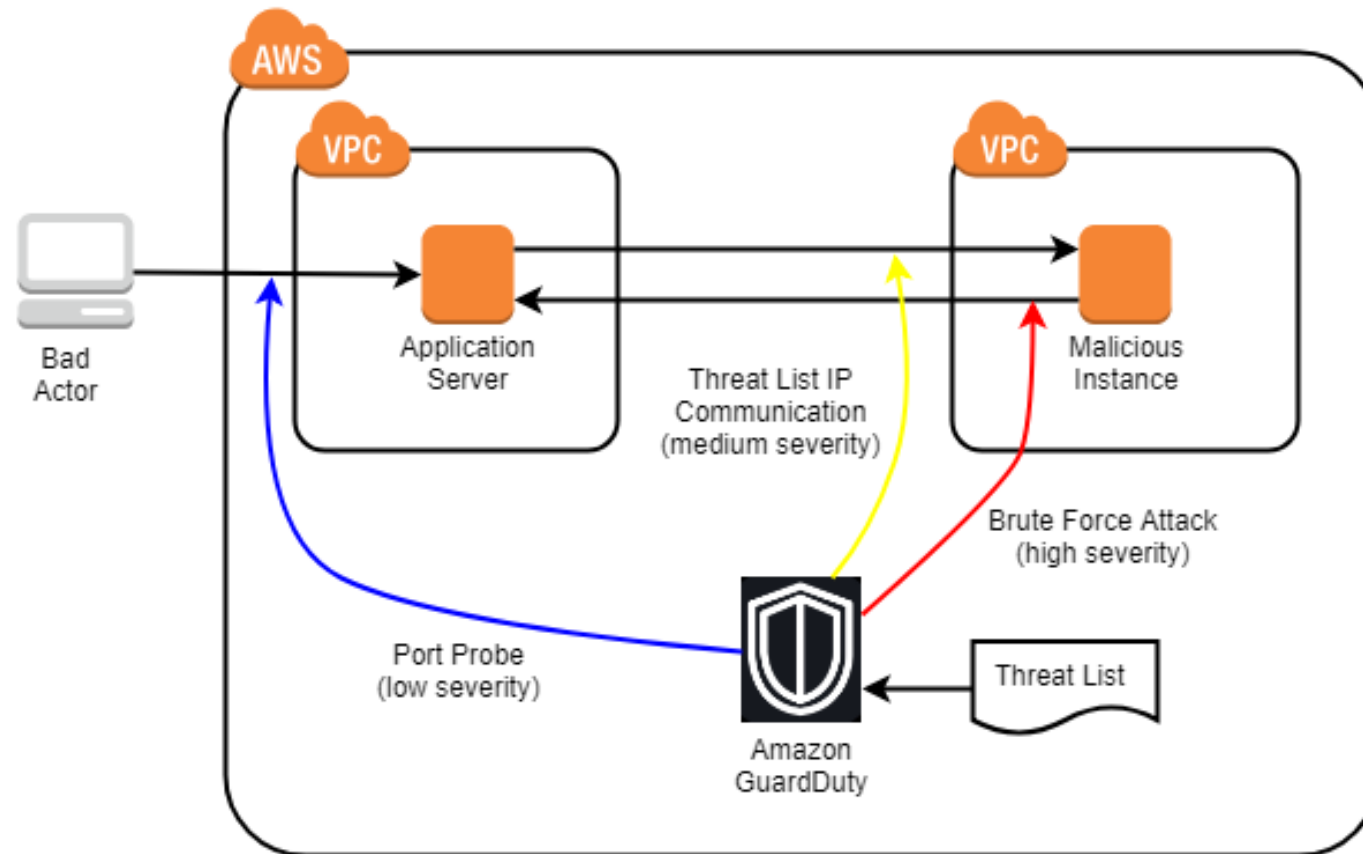 AWS
VPC
VPC
Bad
Actor
Application
Server
Malicious
Instance
Threat List IP
Communication
(medium severity)
Brute Force Attack
(high severity)
Port Probe
(low severity)
Threat List
Amazon
GuardDuty